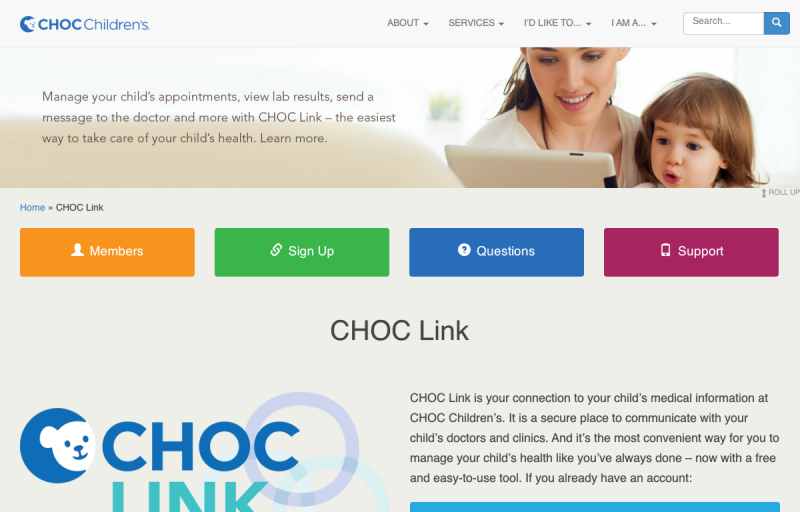 CHOC Children's.
ABOUT
SERVICES
I'D LIKE TO...
I AM A...
Search...
Manage your child's appointments, view lab results, send a
message to the doctor and more with CHOC Link – the easiest
way to take care of your child's health. Learn more.
ROLL UP
Home » CHOC Link
Members
Sign Up
Questions
Support
CHOC Link
CHOC
LINK
CHOC Link is your connection to your child's medical information at
CHOC Children's. It is a secure place to communicate with your
child's doctors and clinics. And it's the most convenient way for you to
manage your child's health like you've always done – now with a free
and easy-to-use tool. If you already have an account: